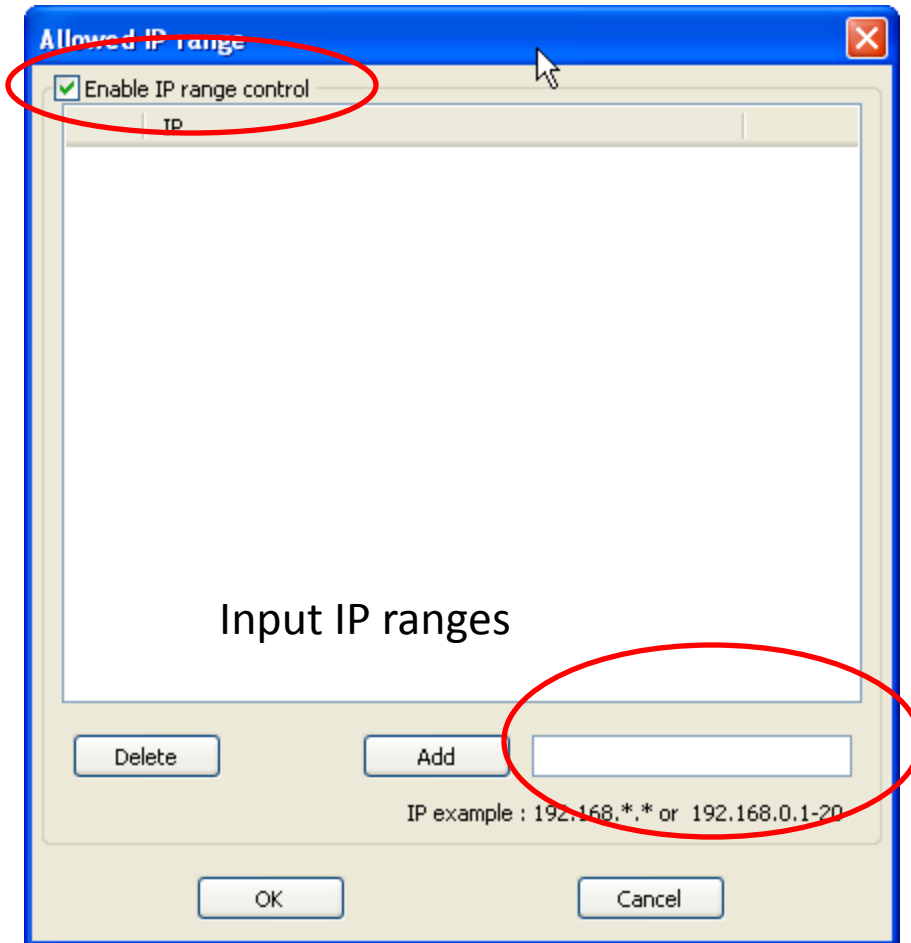 Allowed IP range
Enable IP range control
IP
Input IP ranges
Delete
Add
IP example : 192.168.*.* or 192.168.0.1-20
OK
Cancel